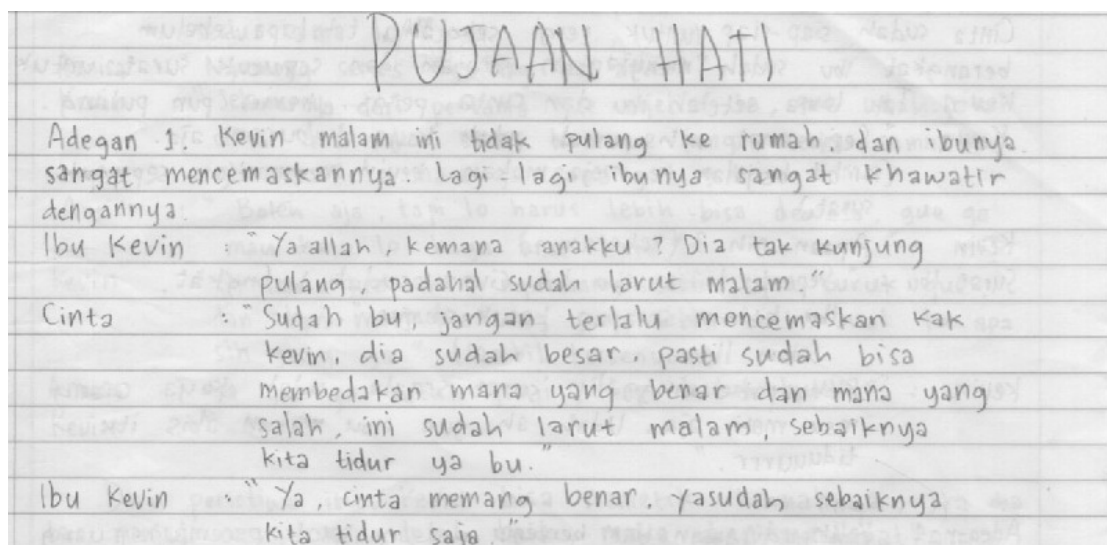 PUJAAN HATI
Adegan 1 : Kevin malam ini tidak pulang ke rumah dan ibunya
sangat mencemaskannya. Lagi-lagi ibunya sangat khawatir
dengannya.
Ibu Kevin : "Yaallah, kemana anakku? Dia tak kunjung
pulang, padahal sudah larut malam"
Cinta : "Sudah bu, jangan terlalu mencemaskan kak
kevin, dia sudah besar. pasti sudah bisa
membedakan mana yang benar dan mana yang
salah, ini sudah larut malam, sebaiknya
kita tidur ya bu."
Ibu Kevin : "Ya, cinta memang benar, yasudah sebaiknya
kita tidur saja."